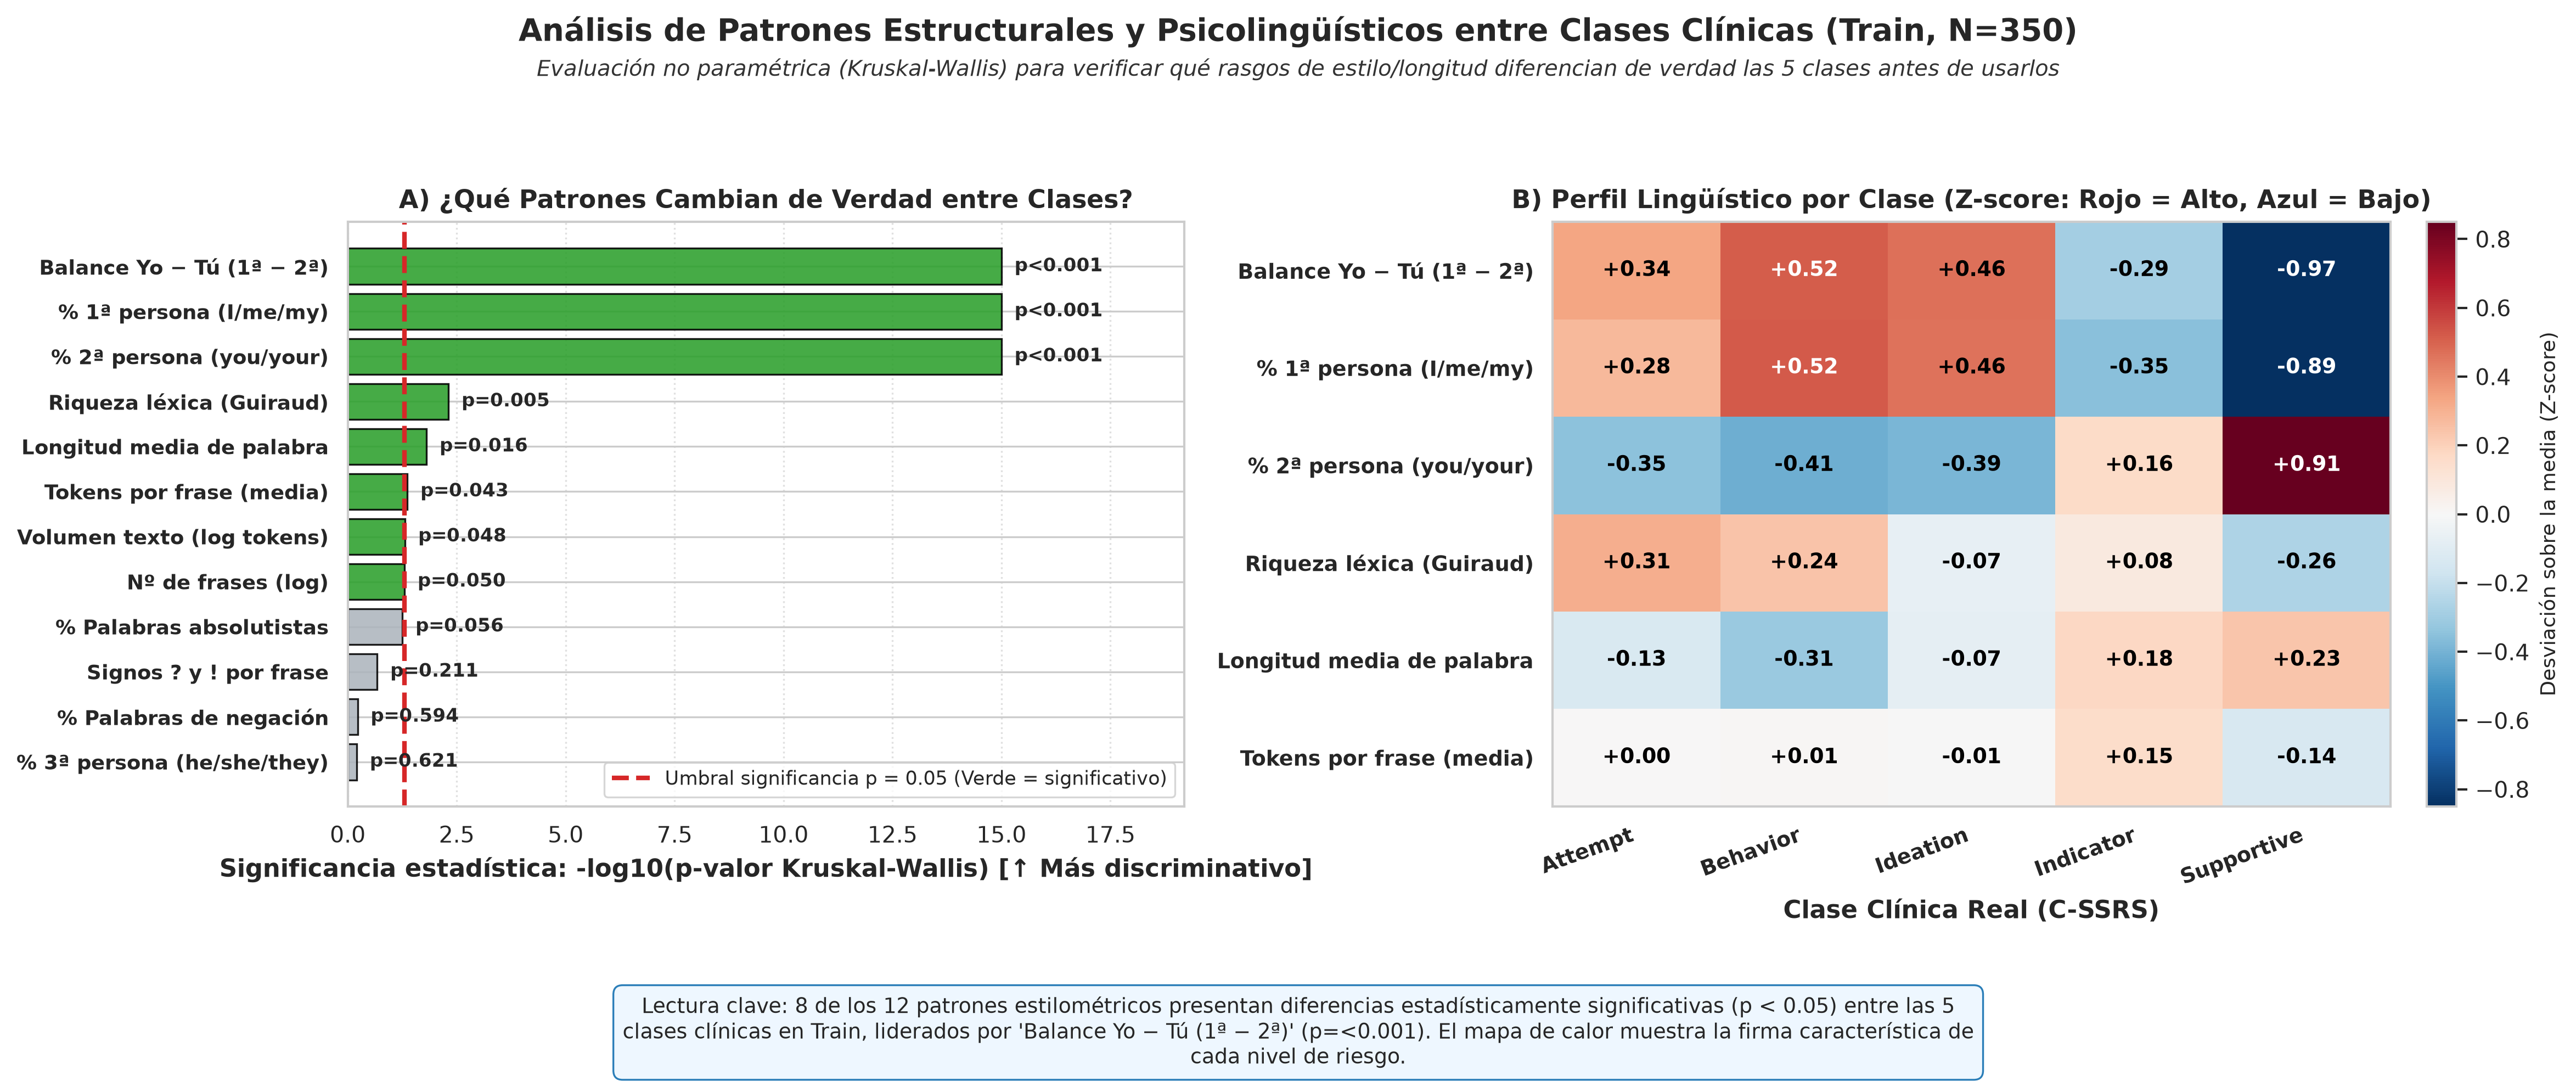 Análisis de Patrones Estructurales y Psicolingüísticos entre Clases Clínicas (Train, N=350)
Evaluación no paramétrica (Kruskal-Wallis) para verificar qué rasgos de estilo/longitud diferencian de verdad las 5 clases antes de usarlos
A) ¿Qué Patrones Cambian de Verdad entre Clases?
Balance Yo − Tú (1ª − 2ª)
p<0.001
% 1ª persona (I/me/my)
p<0.001
% 2ª persona (you/your)
p<0.001
Riqueza léxica (Guiraud)
p=0.005
Longitud media de palabra
p=0.016
Tokens por frase (media)
p=0.043
Volumen texto (log tokens)
p=0.048
Nº de frases (log)
p=0.050
% Palabras absolutistas
p=0.056
Signos ? y ! por frase
p=0.211
% Palabras de negación
p=0.594
% 3ª persona (he/she/they)
p=0.621
Umbral significancia p = 0.05 (Verde = significativo)
0.0 2.5 5.0 7.5 10.0 12.5 15.0 17.5
Significancia estadística: -log10(p-valor Kruskal-Wallis) [↑ Más discriminativo]
B) Perfil Lingüístico por Clase (Z-score: Rojo = Alto, Azul = Bajo)
Balance Yo − Tú (1ª − 2ª) +0.34 +0.52 +0.46 -0.29 -0.97
% 1ª persona (I/me/my) +0.28 +0.52 +0.46 -0.35 -0.89
% 2ª persona (you/your) -0.35 -0.41 -0.39 +0.16 +0.91
Riqueza léxica (Guiraud) +0.31 +0.24 -0.07 +0.08 -0.26
Longitud media de palabra -0.13 -0.31 -0.07 +0.18 +0.23
Tokens por frase (media) +0.00 +0.01 -0.01 +0.15 -0.14
Attempt Behavior Ideation Indicator Supportive
Clase Clínica Real (C-SSRS)
0.8
0.6
0.4
0.2
0.0
−0.2
−0.4
−0.6
−0.8
Desviación sobre la media (Z-score)
Lectura clave: 8 de los 12 patrones estilométricos presentan diferencias estadísticamente significativas (p < 0.05) entre las 5
clases clínicas en Train, liderados por 'Balance Yo − Tú (1ª − 2ª)' (p=<0.001). El mapa de calor muestra la firma característica de
cada nivel de riesgo.